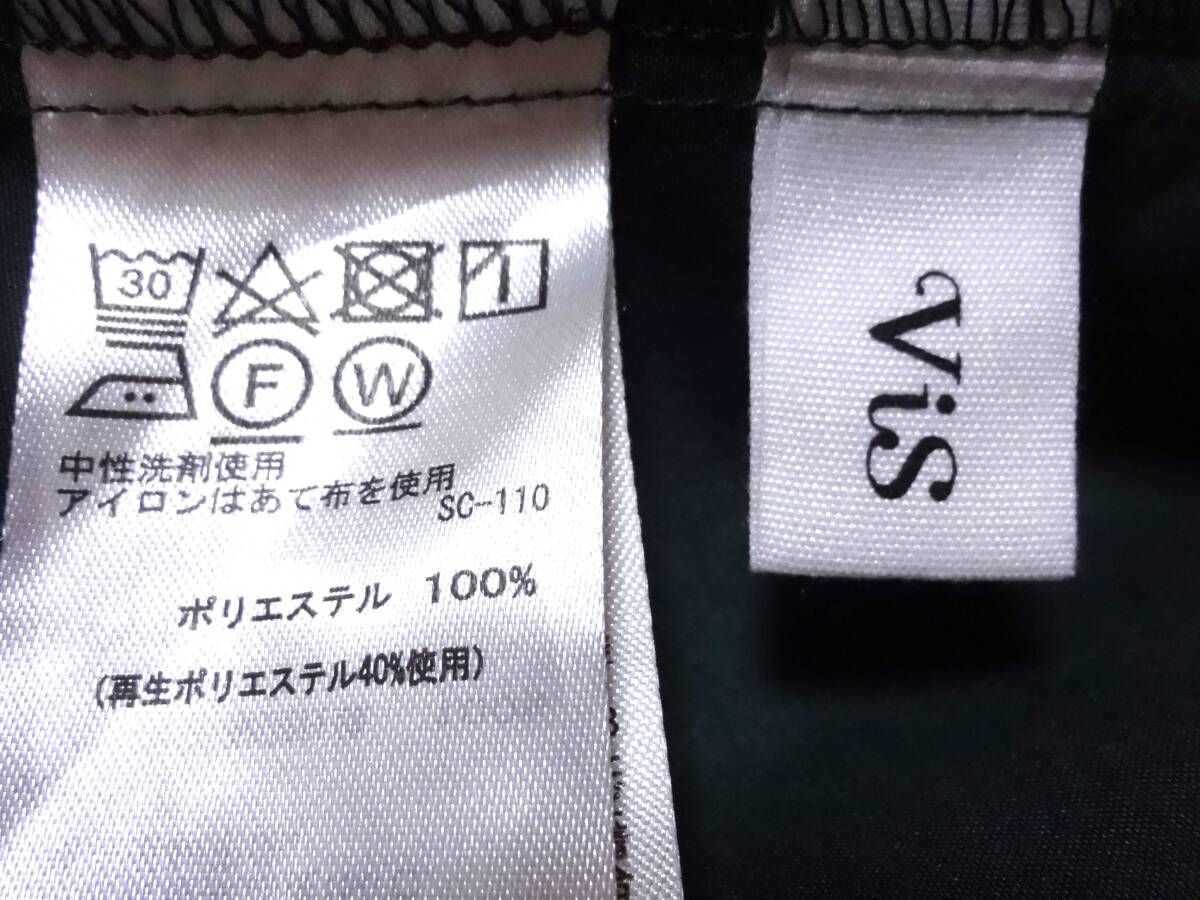 30
F W
中性洗剤使用
アイロンはあて布を使用
SC-110
ポリエステル 100%
(再生ポリエステル40%使用)
ViS